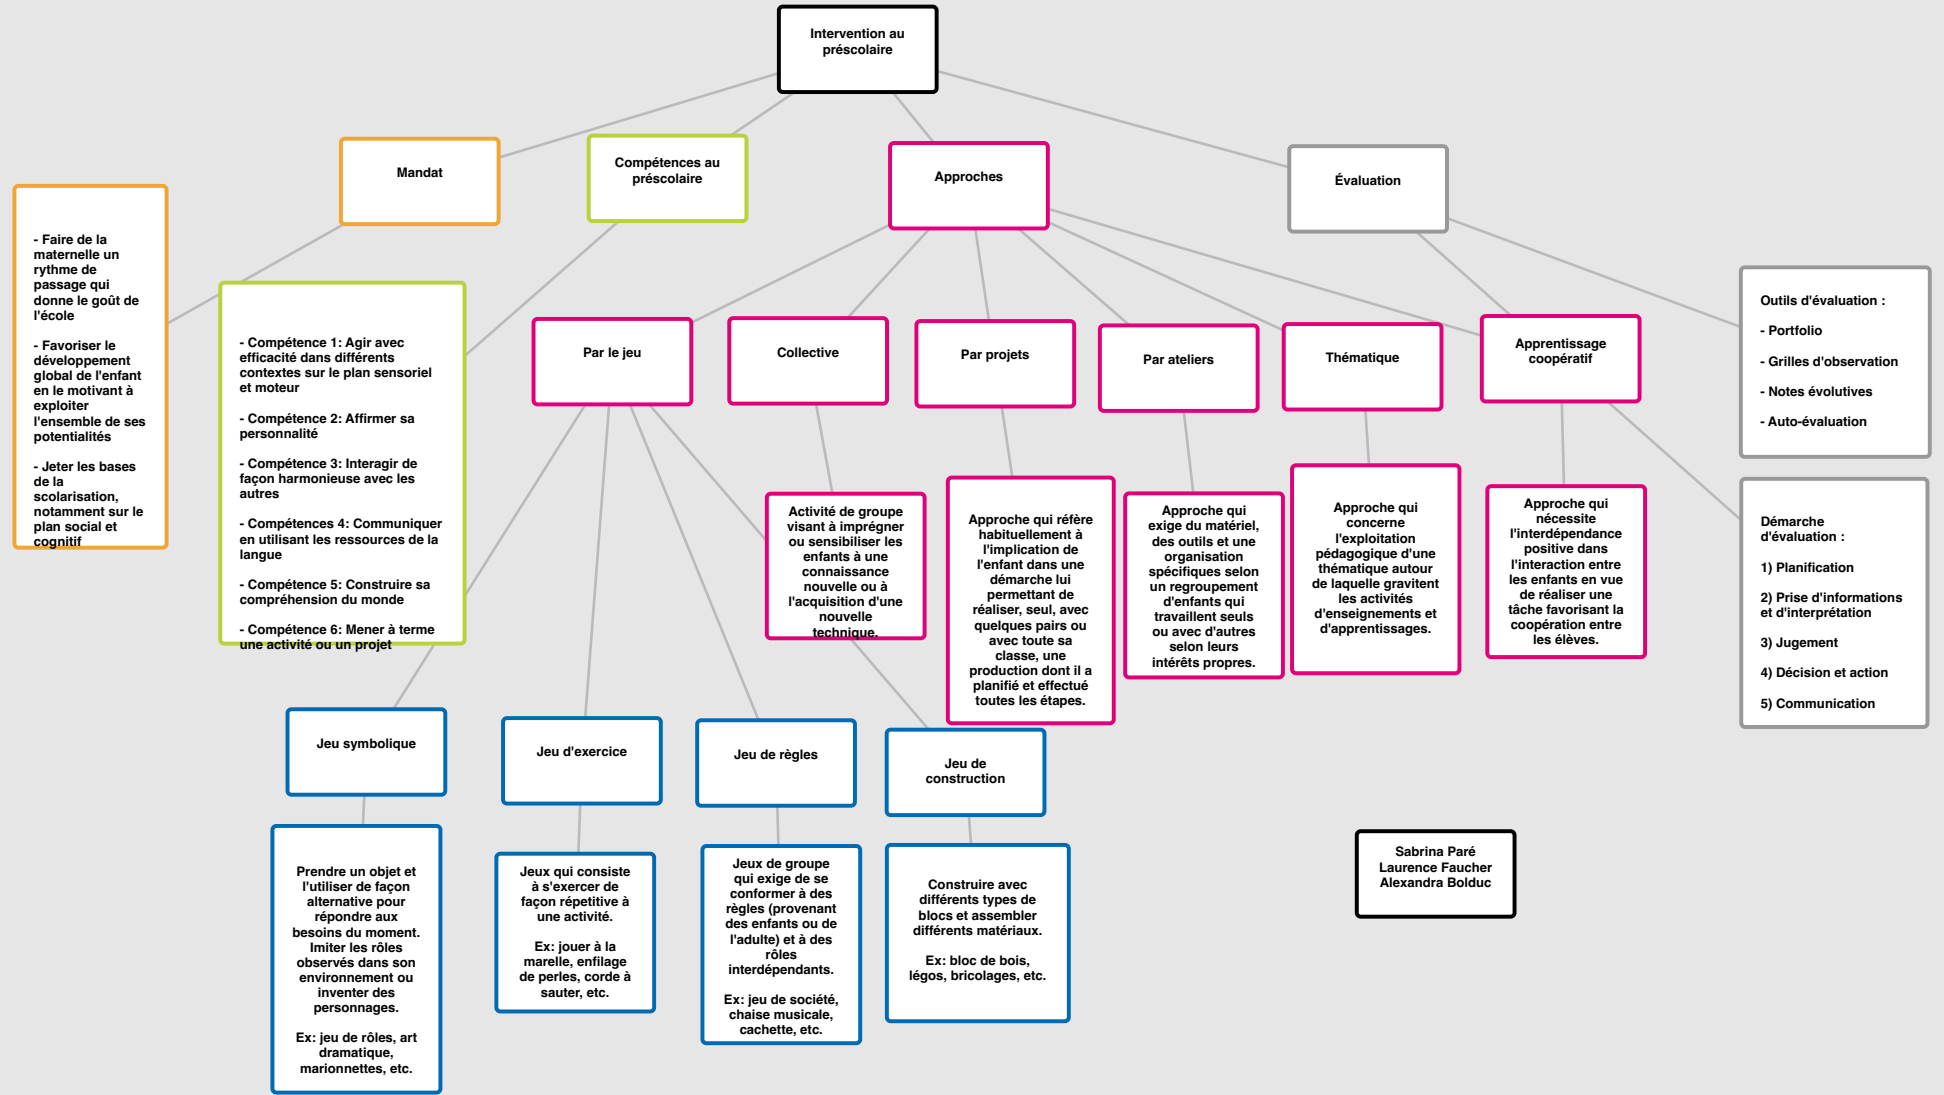 Intervention au
préscolaire
Mandat
Compétences au
préscolaire
Approches
Évaluation
- Faire de la
maternelle un
rythme de
passage qui
donne le goût de
l'école
- Favoriser le
développement
global de l'enfant
en le motivant à
exploiter
l'ensemble de ses
potentialités
- Jeter les bases
de la
scolarisation,
notamment sur le
plan social et
cognitif
- Compétence 1: Agir avec
efficacité dans différents
contextes sur le plan sensoriel
et moteur
- Compétence 2: Affirmer sa
personnalité
- Compétence 3: Interagir de
façon harmonieuse avec les
autres
- Compétences 4: Communiquer
en utilisant les ressources de la
langue
- Compétence 5: Construire sa
compréhension du monde
- Compétence 6: Mener à terme
une activité ou un projet
Par le jeu
Collective
Par projets
Par ateliers
Thématique
Apprentissage
coopératif
Outils d'évaluation :
- Portfolio
- Grilles d'observation
- Notes évolutives
- Auto-évaluation
Activité de groupe
visant à imprégner
ou sensibiliser les
enfants à une
connaissance
nouvelle ou à
l'acquisition d'une
nouvelle
technique.
Approche qui réfère
habituellement à
l'implication de
l'enfant dans une
démarche lui
permettant de
réaliser, seul, avec
quelques pairs ou
avec toute sa
classe, une
production dont il a
planifié et effectué
toutes les étapes.
Approche qui
exige du matériel,
des outils et une
organisation
spécifiques selon
un regroupement
d'enfants qui
travaillent seuls
ou avec d'autres
selon leurs
intérêts propres.
Approche qui
concerne
l'exploitation
pédagogique d'une
thématique autour
de laquelle gravitent
les activités
d'enseignements et
d'apprentissages.
Approche qui
nécessite
l'interdépendance
positive dans
l'interaction entre
les enfants en vue
de réaliser une
tâche favorisant la
coopération entre
les élèves.
Démarche
d'évaluation :
1) Planification
2) Prise d'informations
et d'interprétation
3) Jugement
4) Décision et action
5) Communication
Jeu symbolique
Jeu d'exercice
Jeu de règles
Jeu de
construction
Prendre un objet et
l'utiliser de façon
alternative pour
répondre aux
besoins du moment.
Imiter les rôles
observés dans son
environnement ou
inventer des
personnages.
Ex: jeu de rôles, art
dramatique,
marionnettes, etc.
Jeux qui consiste
à s'exercer de
façon répétitive à
une activité.
Ex: jouer à la
marelle, enfilage
de perles, corde à
sauter, etc.
Jeux de groupe
qui exige de se
conformer à des
règles (provenant
des enfants ou de
l'adulte) et à des
rôles
interdépendants.
Ex: jeu de société,
chaise musicale,
cachette, etc.
Construire avec
différents types de
blocs et assembler
différents matériaux.
Ex: bloc de bois,
légos, bricolages, etc.
Sabrina Paré
Laurence Faucher
Alexandra Bolduc